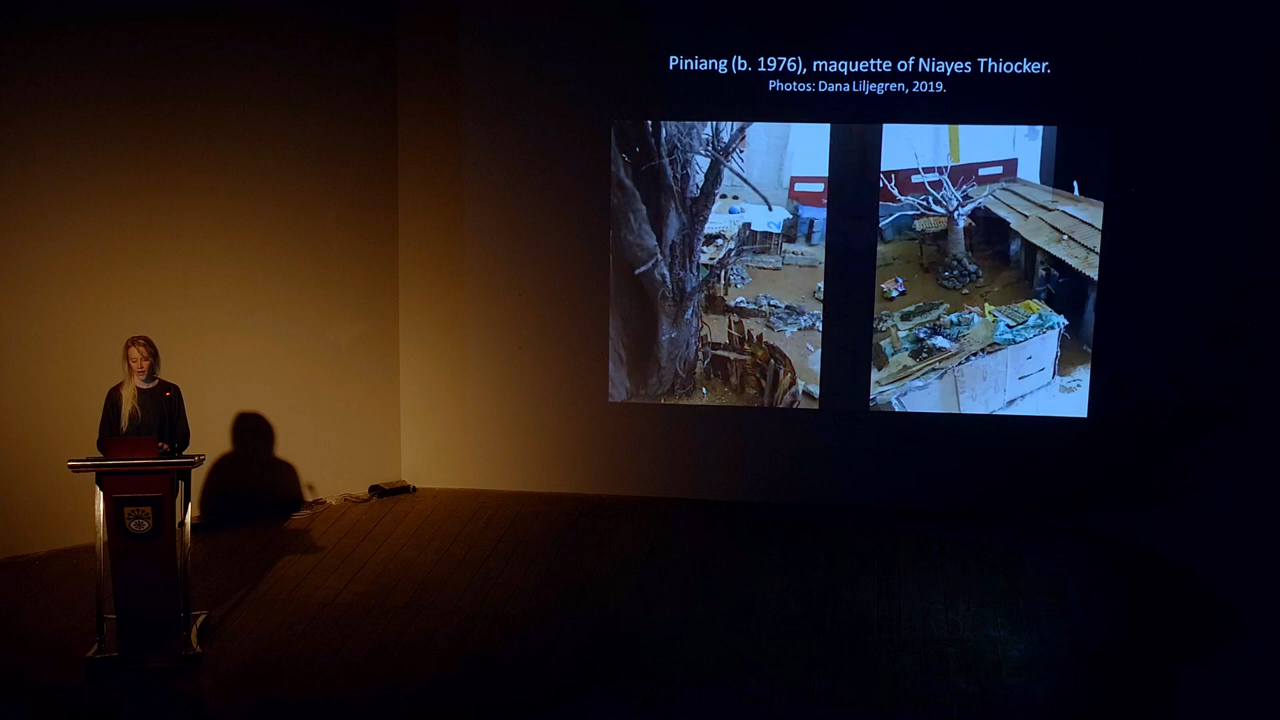 Piniang (b. 1976), maquette of Niayes Thiocker.
Photos: Dana Liljegren, 2019.